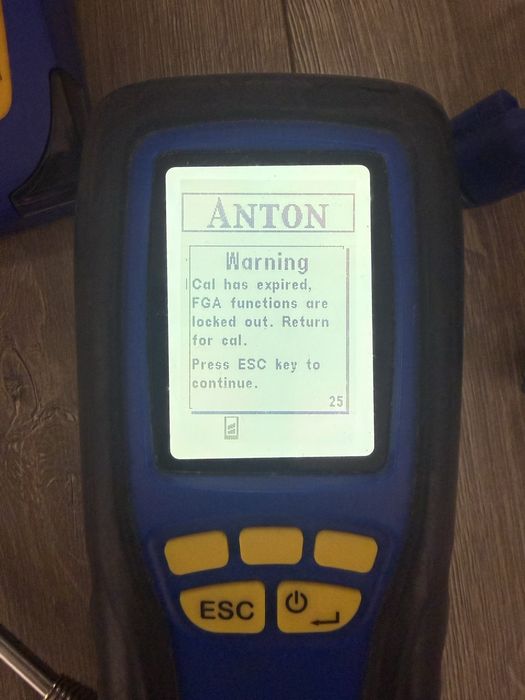 ANTON
Warning
Cal has expired,
FGA functions are
locked out. Return
for cal.
Press ESC key to
continue.
25
ESC